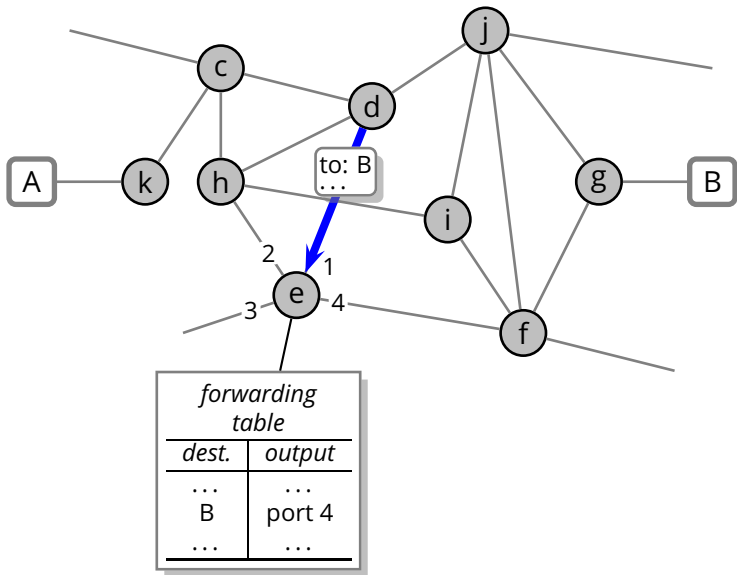 j
c
d
to: B
...
A
k
h
g
B
i
2
1
e
3
4
f
forwarding
table
dest. output
... ...
B port 4
... ...